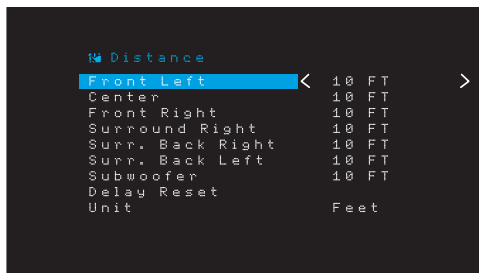 Distance
Front Left < 10 FT >
Center 10 FT
Front Right 10 FT
Surround Right 10 FT
Surr. Back Right 10 FT
Surr. Back Left 10 FT
Subwoofer 10 FT
Delay Reset
Unit Feet